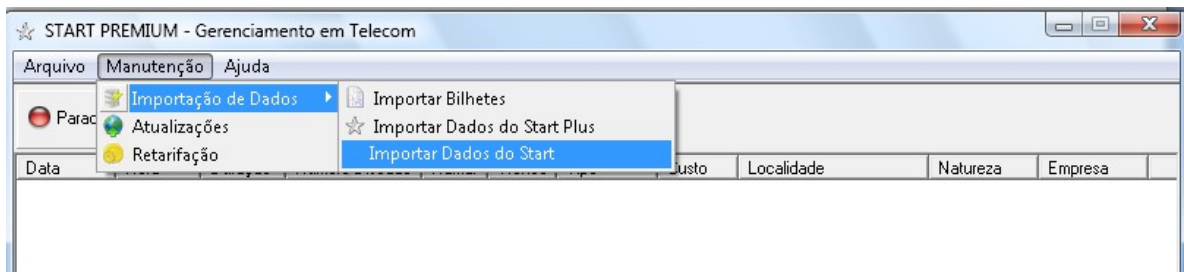 START PREMIUM - Gerenciamento em Telecom
Arquivo Manutenção Ajuda
Importação de Dados Importar Bilhetes
Atualizações Importar Dados do Start Plus
Retarifação Importar Dados do Start
Data Localidade Natureza Empresa